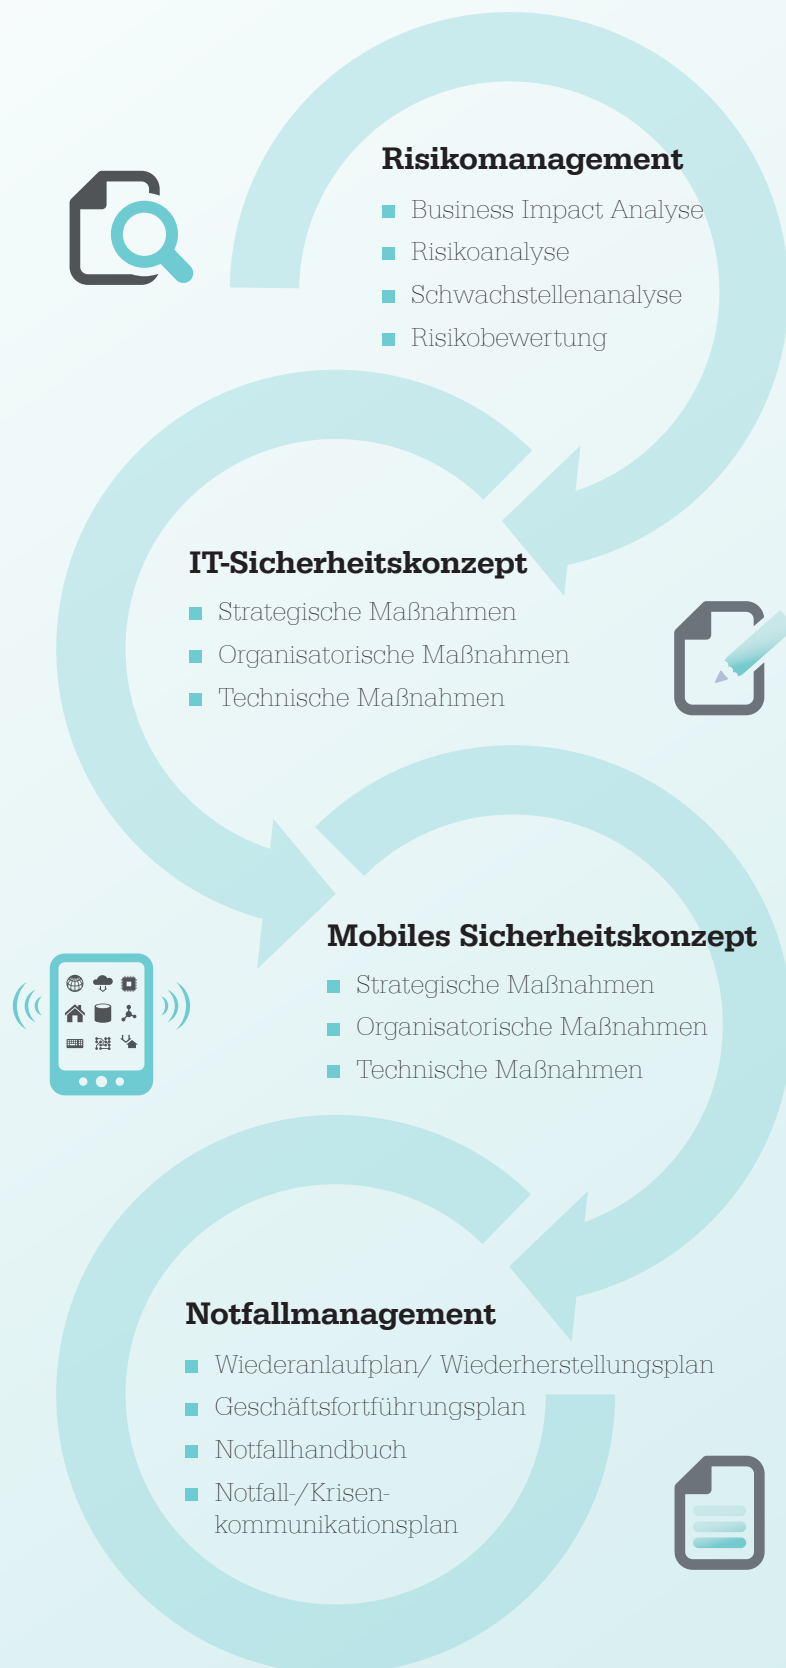 Risikomanagement
Business Impact Analyse
Risikoanalyse
Schwachstellenanalyse
Risikobewertung
IT-Sicherheitskonzept
Strategische Maßnahmen
Organisatorische Maßnahmen
Technische Maßnahmen
Mobiles Sicherheitskonzept
Strategische Maßnahmen
Organisatorische Maßnahmen
Technische Maßnahmen
Notfallmanagement
Wiederanlaufplan/ Wiederherstellungsplan
Geschäftsfortführungsplan
Notfallhandbuch
Notfall-/Krisen-
kommunikationsplan